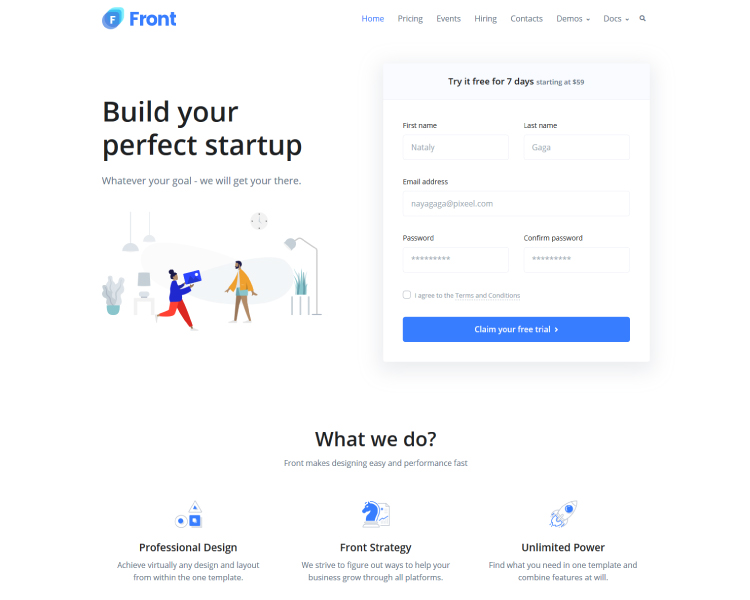 F Front
Home Pricing Events Hiring Contacts Demos Docs
Try it free for 7 days starting at $59
Build your
perfect startup
Whatever your goal - we will get your there.
First name Last name
Nataly Gaga
Email address
nayagaga@pixeel.com
Password Confirm password
********* *********
I agree to the Terms and Conditions
Claim your free trial
What we do?
Front makes designing easy and performance fast
Professional Design Front Strategy Unlimited Power
Achieve virtually any design and layout We strive to figure out ways to help your Find what you need in one template and
from within the one template. business grow through all platforms. combine features at will.